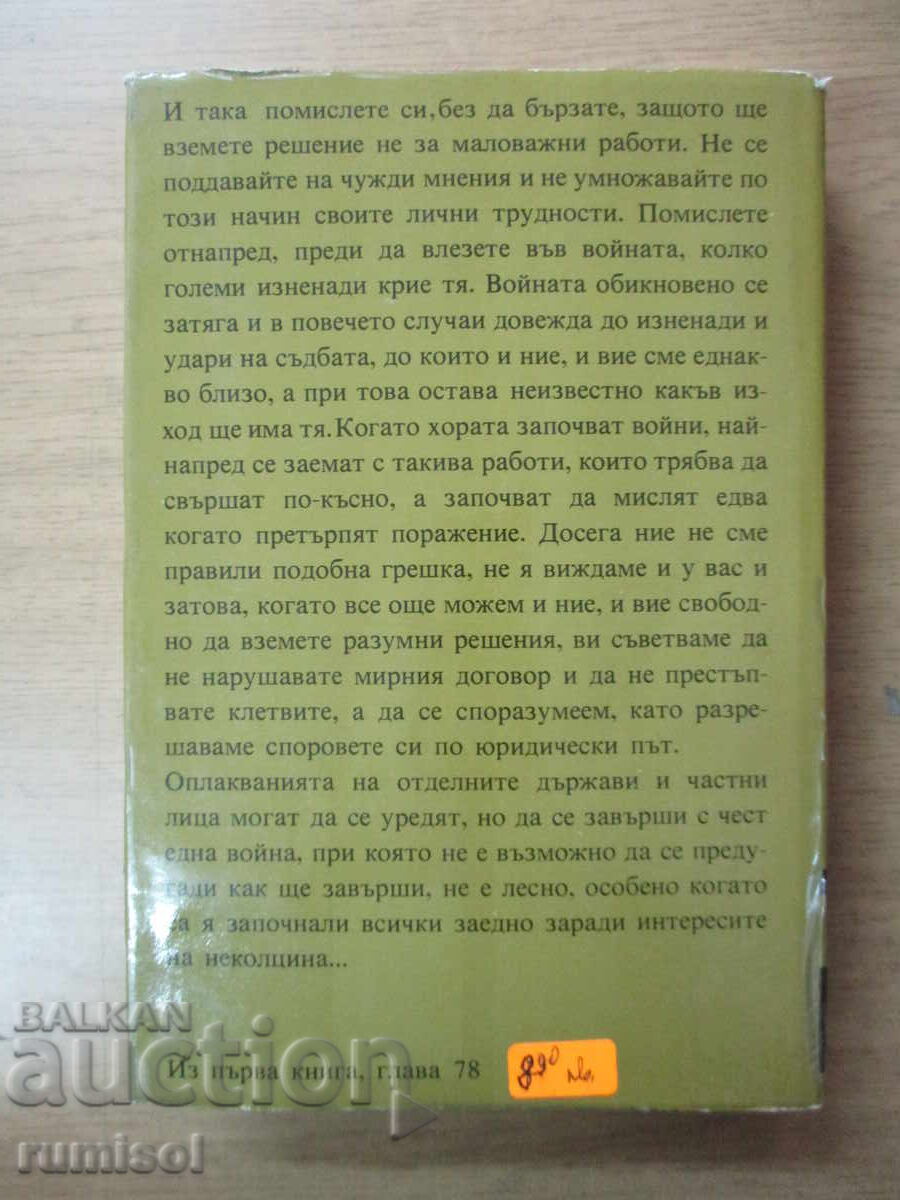 И така помислете си, без да бързате, защото ще
вземете решение не за маловажни работи. Не се
поддавайте на чужди мнения и не умножавайте по
този начин своите лични трудности. Помислете
отнапред, преди да влезете във войната, колко
големи изненади крие тя. Войната обикновено се
затяга и в повечето случаи довежда до изненади и
удари на съдбата, до които и ние, и вие сме еднак-
во близо, а при това остава неизвестно какъв из-
ход ще има тя. Когато хората започват войни, най-
напред се заемат с такива работи, които трябва да
свършат по-късно, а започват да мислят едва
когато претърпят поражение. Досега ние не сме
правили подобна грешка, не я виждаме и у вас и
затова, когато все още можем и ние, и вие свобод-
но да вземете разумни решения, ви съветваме да
не нарушавате мирния договор и да не престъп-
вате клетвите, а да се споразумеем, като разре-
шаваме споровете си по юридически път.
Оплакванията на отделните държави и частни
лица могат да се уредят, но да се завърши с чест
една война, при която не е възможно да се преду-
гади как ще завърши, не е лесно, особено когато
са я започнали всички заедно заради интересите
на неколцина...
Из първа книга, глава 78
890 лв.
BALKAN
auction
rumisol